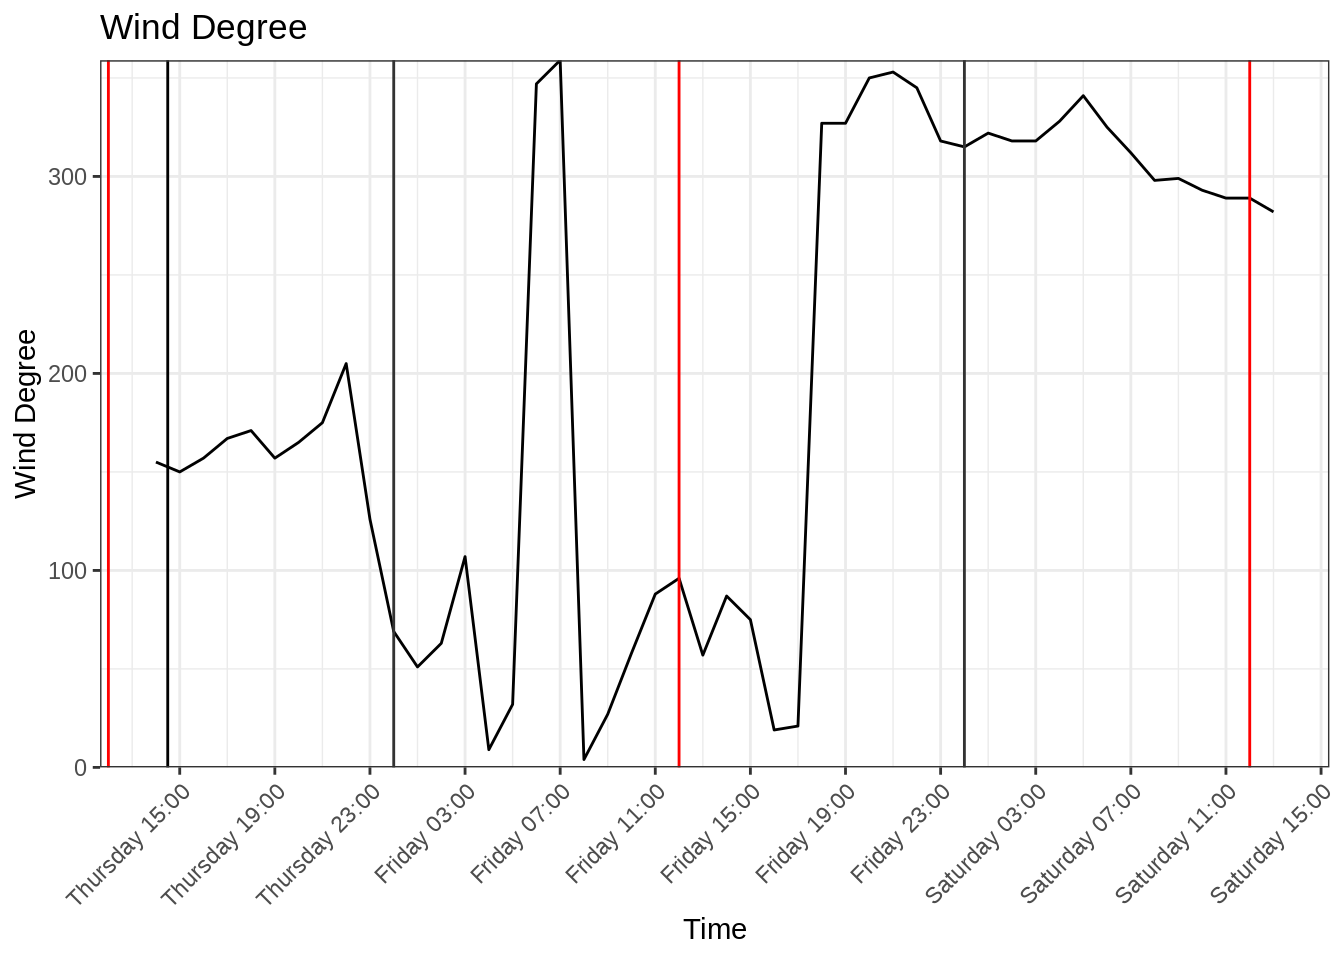 Wind Degree
Wind Degree
300
200
100
0
Thursday 15:00
Thursday 19:00
Thursday 23:00
Friday 03:00
Friday 07:00
Friday 11:00
Friday 15:00
Friday 19:00
Friday 23:00
Saturday 03:00
Saturday 07:00
Saturday 11:00
Saturday 15:00
Time